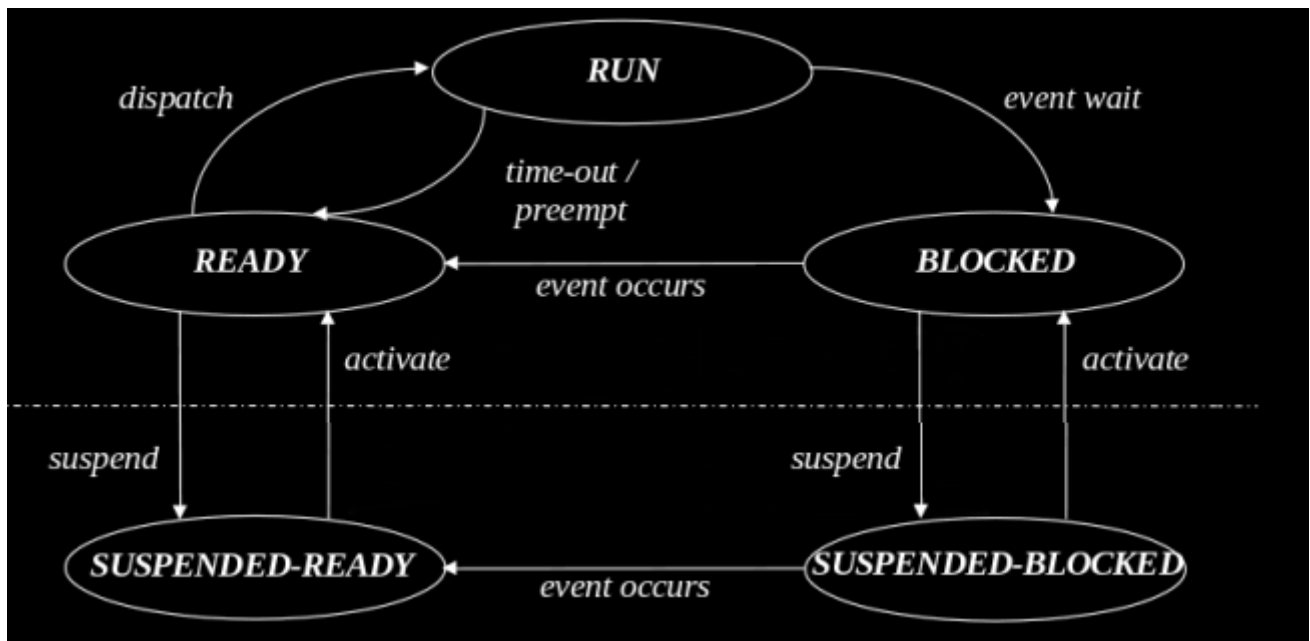 RUN
dispatch
event wait
time-out /
preempt
READY
BLOCKED
event occurs
activate
activate
suspend
suspend
SUSPENDED-READY
SUSPENDED-BLOCKED
event occurs